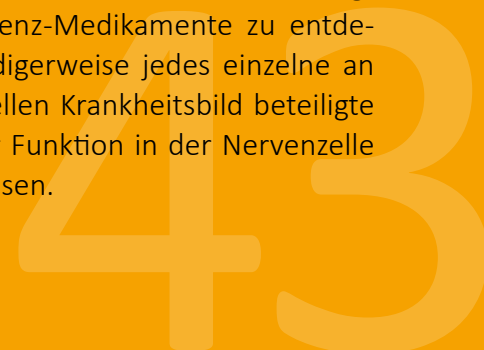 enz-Medikamente zu entde-
digerweise jedes einzelne an
ellen Krankheitsbild beteiligte
Funktion in der Nervenzelle
sen.
43